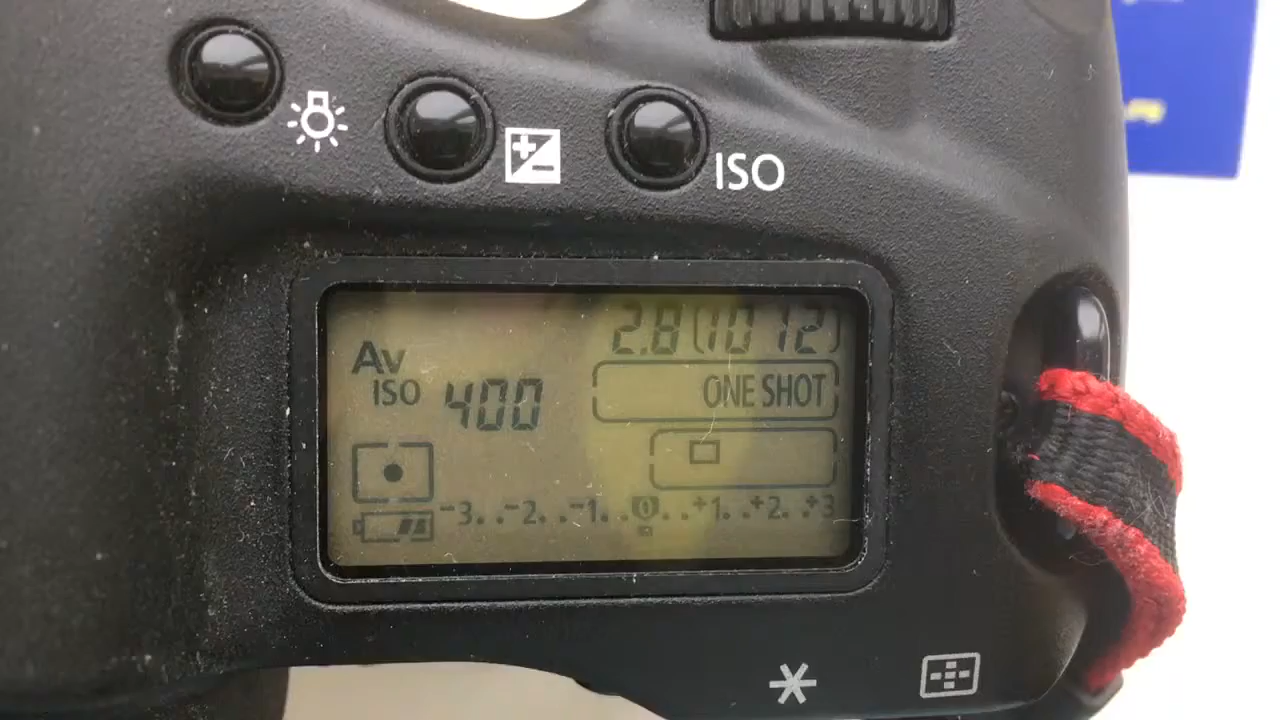 ISO
2.8 [1012]
Av
ISO 400
ONE SHOT
-3..-2..-1..0..+1..+2..+3